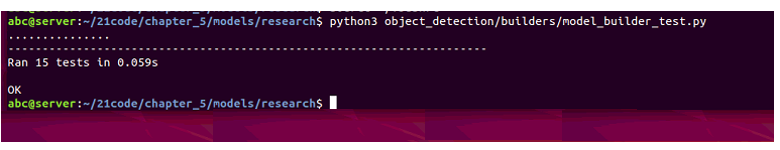 abc@server:~/21code/chapter_5/models/research$ python3 object_detection/builders/model_builder_test.py
...............
----------------------------------------------------------------------
Ran 15 tests in 0.059s
OK
abc@server:~/21code/chapter_5/models/research$